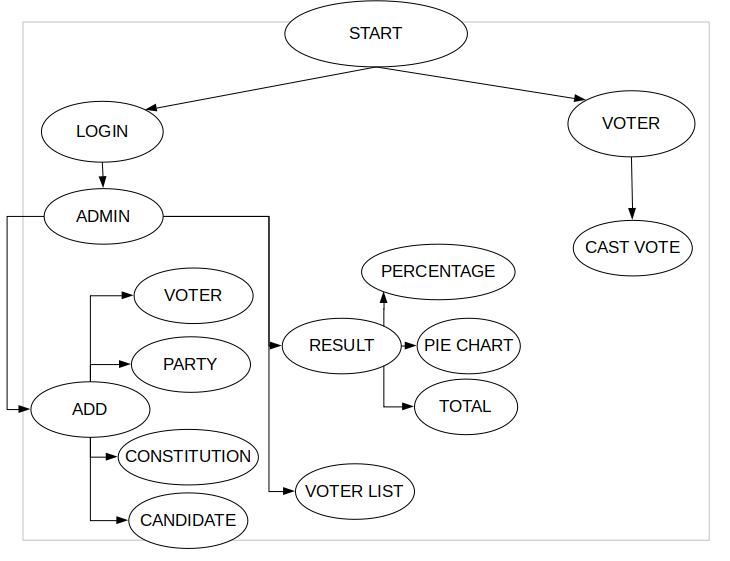 START
LOGIN
VOTER
ADMIN
CAST VOTE
PERCENTAGE
VOTER
RESULT
PIE CHART
PARTY
ADD
TOTAL
CONSTITUTION
VOTER LIST
CANDIDATE